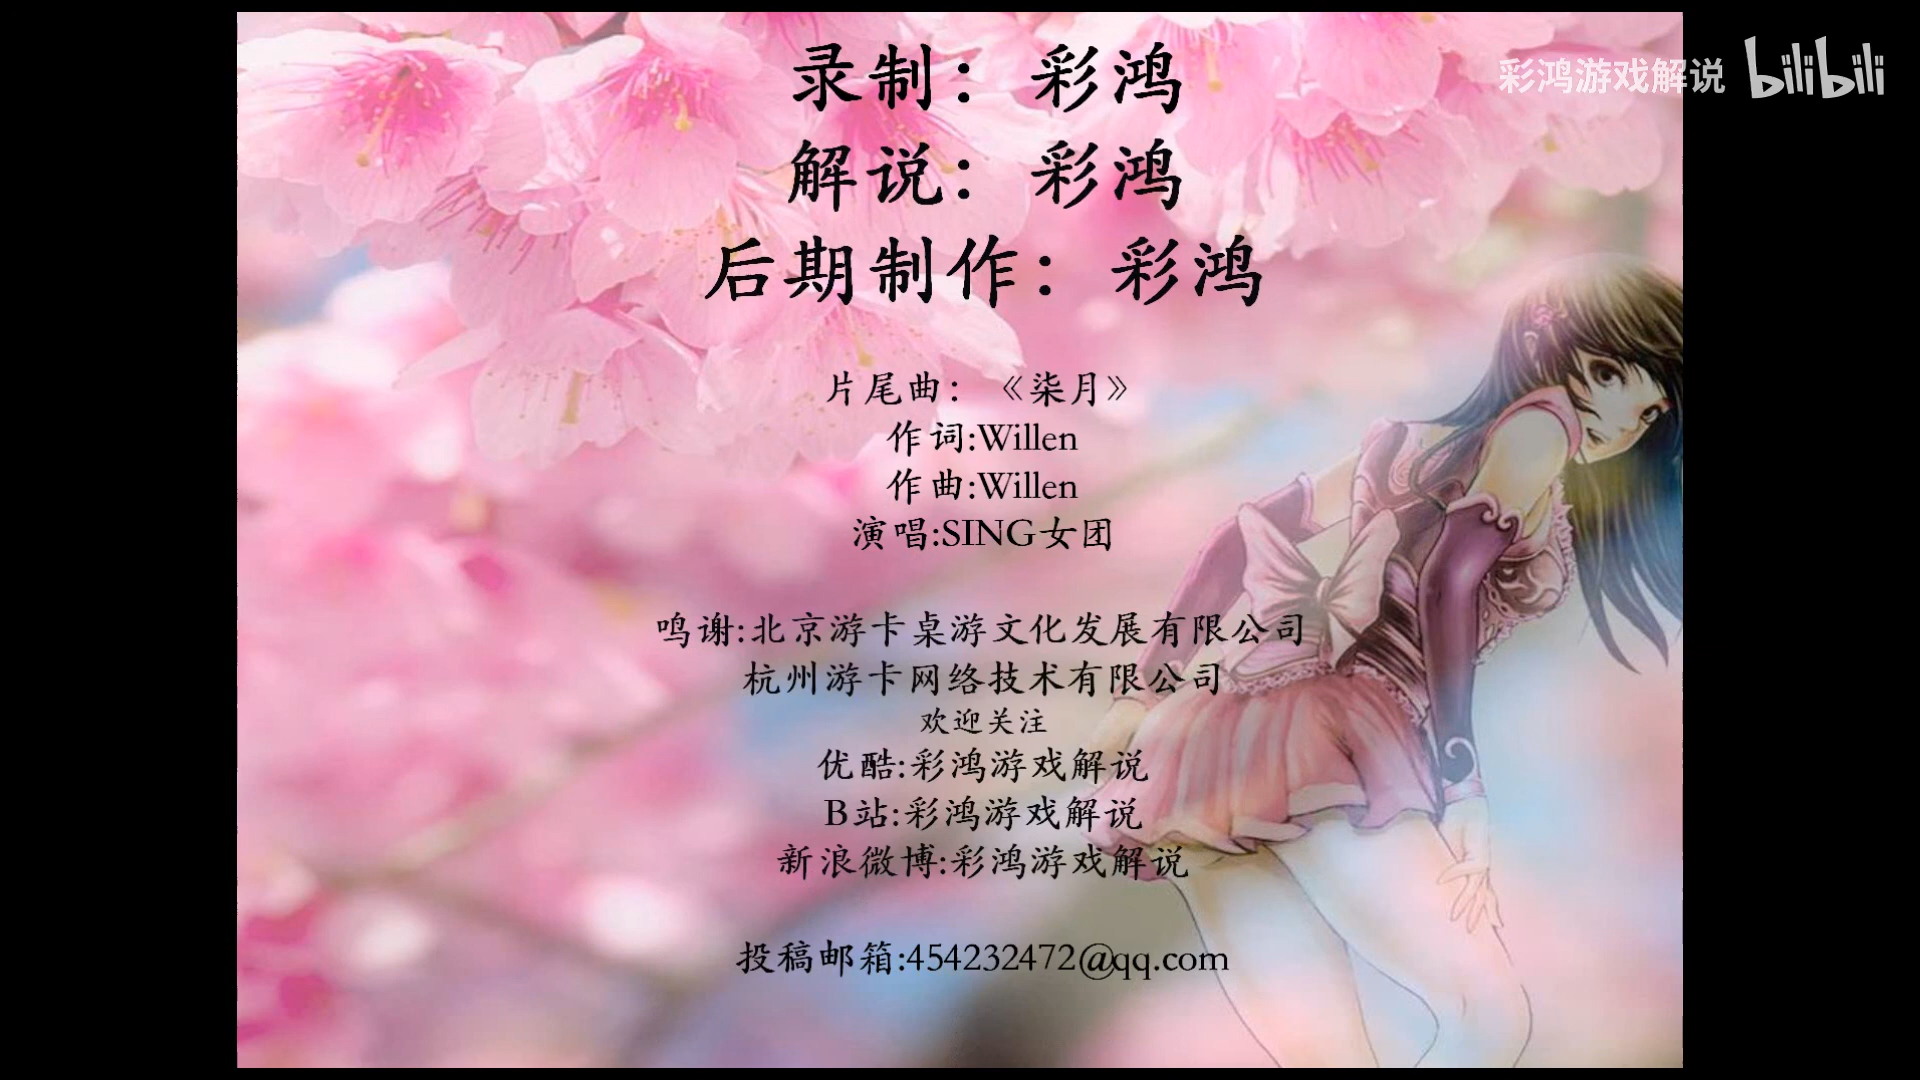 彩鸿游戏解说 bilibili
录制：彩鸿
解说：彩鸿
后期制作：彩鸿
片尾曲：《柒月》
作词:Willen
作曲:Willen
演唱:SING女团
鸣谢:北京游卡桌游文化发展有限公司
杭州游卡网络技术有限公司
欢迎关注
优酷:彩鸿游戏解说
B站:彩鸿游戏解说
新浪微博:彩鸿游戏解说
投稿邮箱:454232472@qq.com